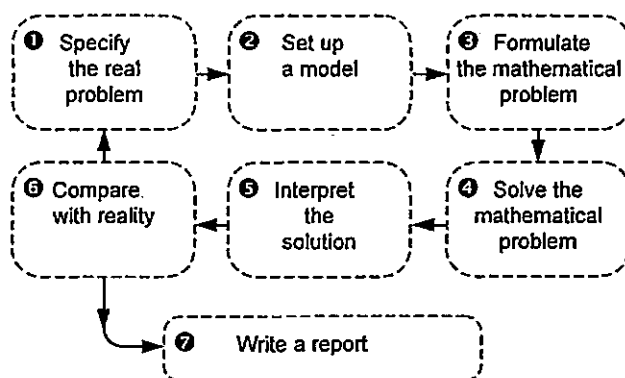 ❶ Specify
the real
problem
❷ Set up
a model
❸ Formulate
the mathematical
problem
❻ Compare
with reality
❺ Interpret
the
solution
❹ Solve the
mathematical
problem
❼ Write a report